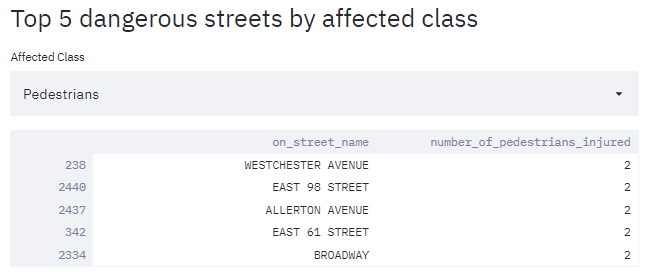 Top 5 dangerous streets by affected class
Affected Class
Pedestrians
on_street_name number_of_pedestrians_injured
238 WESTCHESTER AVENUE 2
2440 EAST 98 STREET 2
2437 ALLERTON AVENUE 2
342 EAST 61 STREET 2
2334 BROADWAY 2